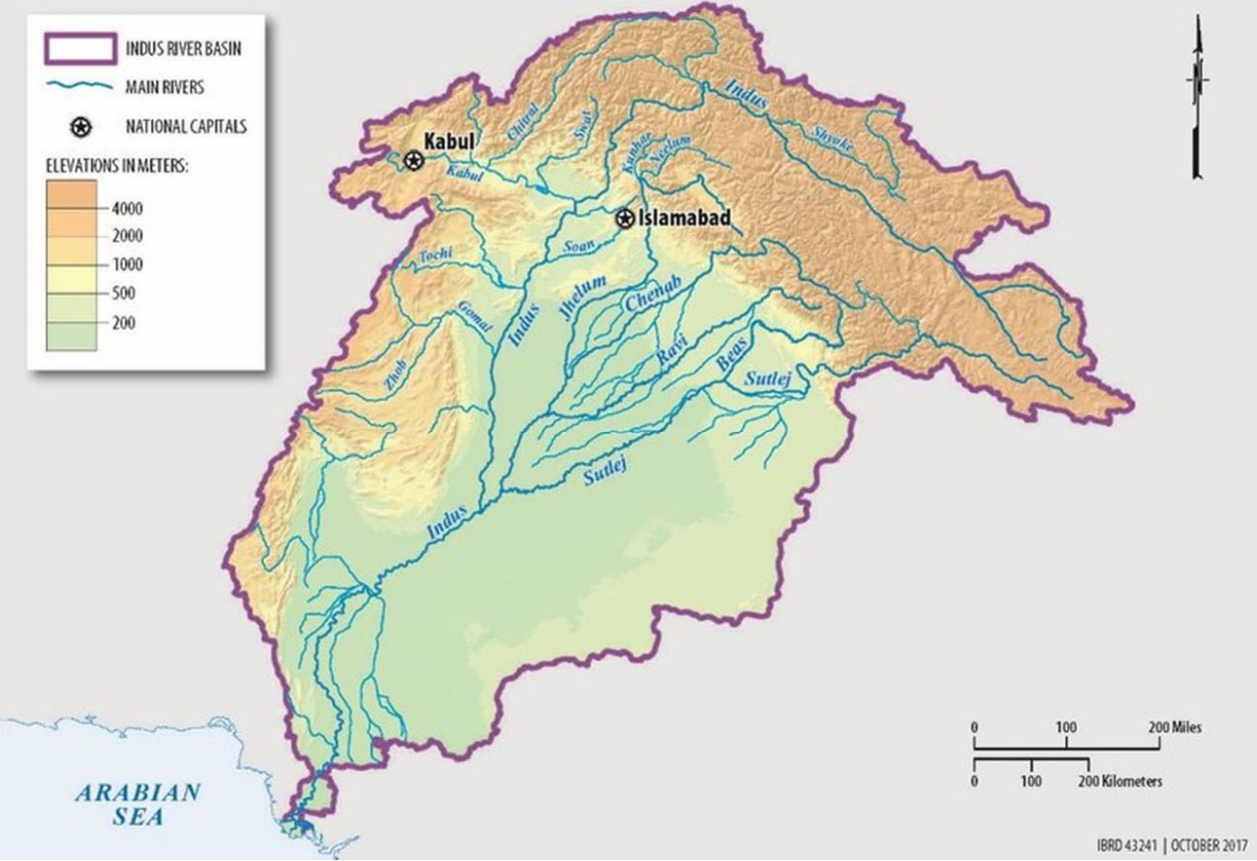 INDUS RIVER BASIN
MAIN RIVERS
NATIONAL CAPITALS
ELEVATIONS IN METERS:
4000
2000
1000
500
200
Indus
Chitral
Swat
Shyoke
Kabul
Kunhar
Neelum
Kabul
Islamabad
Soan
Tochi
Jhelum
Chenab
Gomal
Indus
Ravi
Beas
Zhob
Sutlej
Sutlej
Indus
0 100 200 Miles
0 100 200 Kilometers
ARABIAN
SEA
IBRD 43241 | OCTOBER 2017